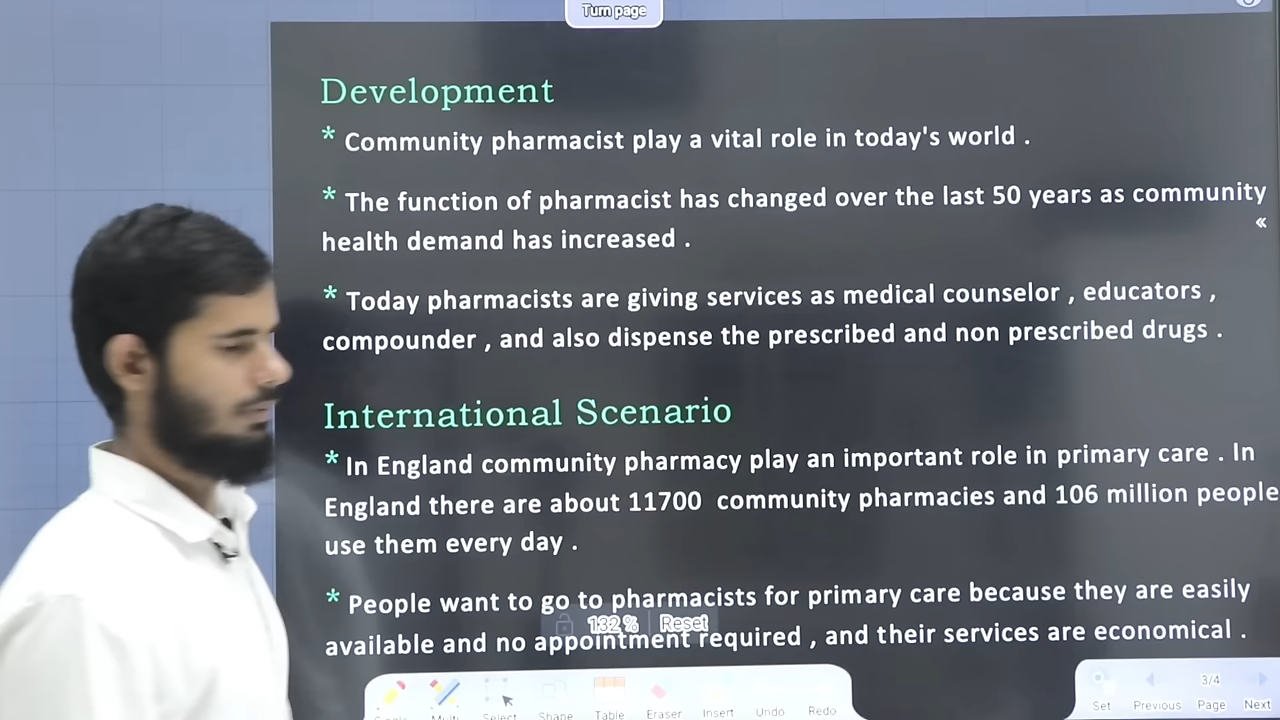 Turn page
Development
* Community pharmacist play a vital role in today's world .
* The function of pharmacist has changed over the last 50 years as community
health demand has increased .
* Today pharmacists are giving services as medical counselor , educators ,
compounder , and also dispense the prescribed and non prescribed drugs .
International Scenario
* In England community pharmacy play an important role in primary care . In
England there are about 11700 community pharmacies and 106 million people
use them every day .
* People want to go to pharmacists for primary care because they are easily
132 % Reset
available and no appointment required , and their services are economical .
3/4
Select Shape Table Eraser Insert Undo Redo
Set Previous Page Next